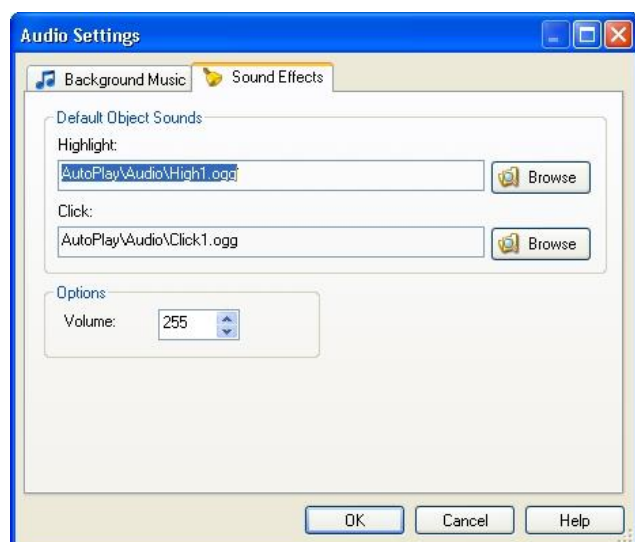 Audio Settings
Background Music
Sound Effects
Default Object Sounds
Highlight:
AutoPlay\Audio\High1.ogg
Browse
Click:
AutoPlay\Audio\Click1.ogg
Browse
Options
Volume:
255
OK
Cancel
Help